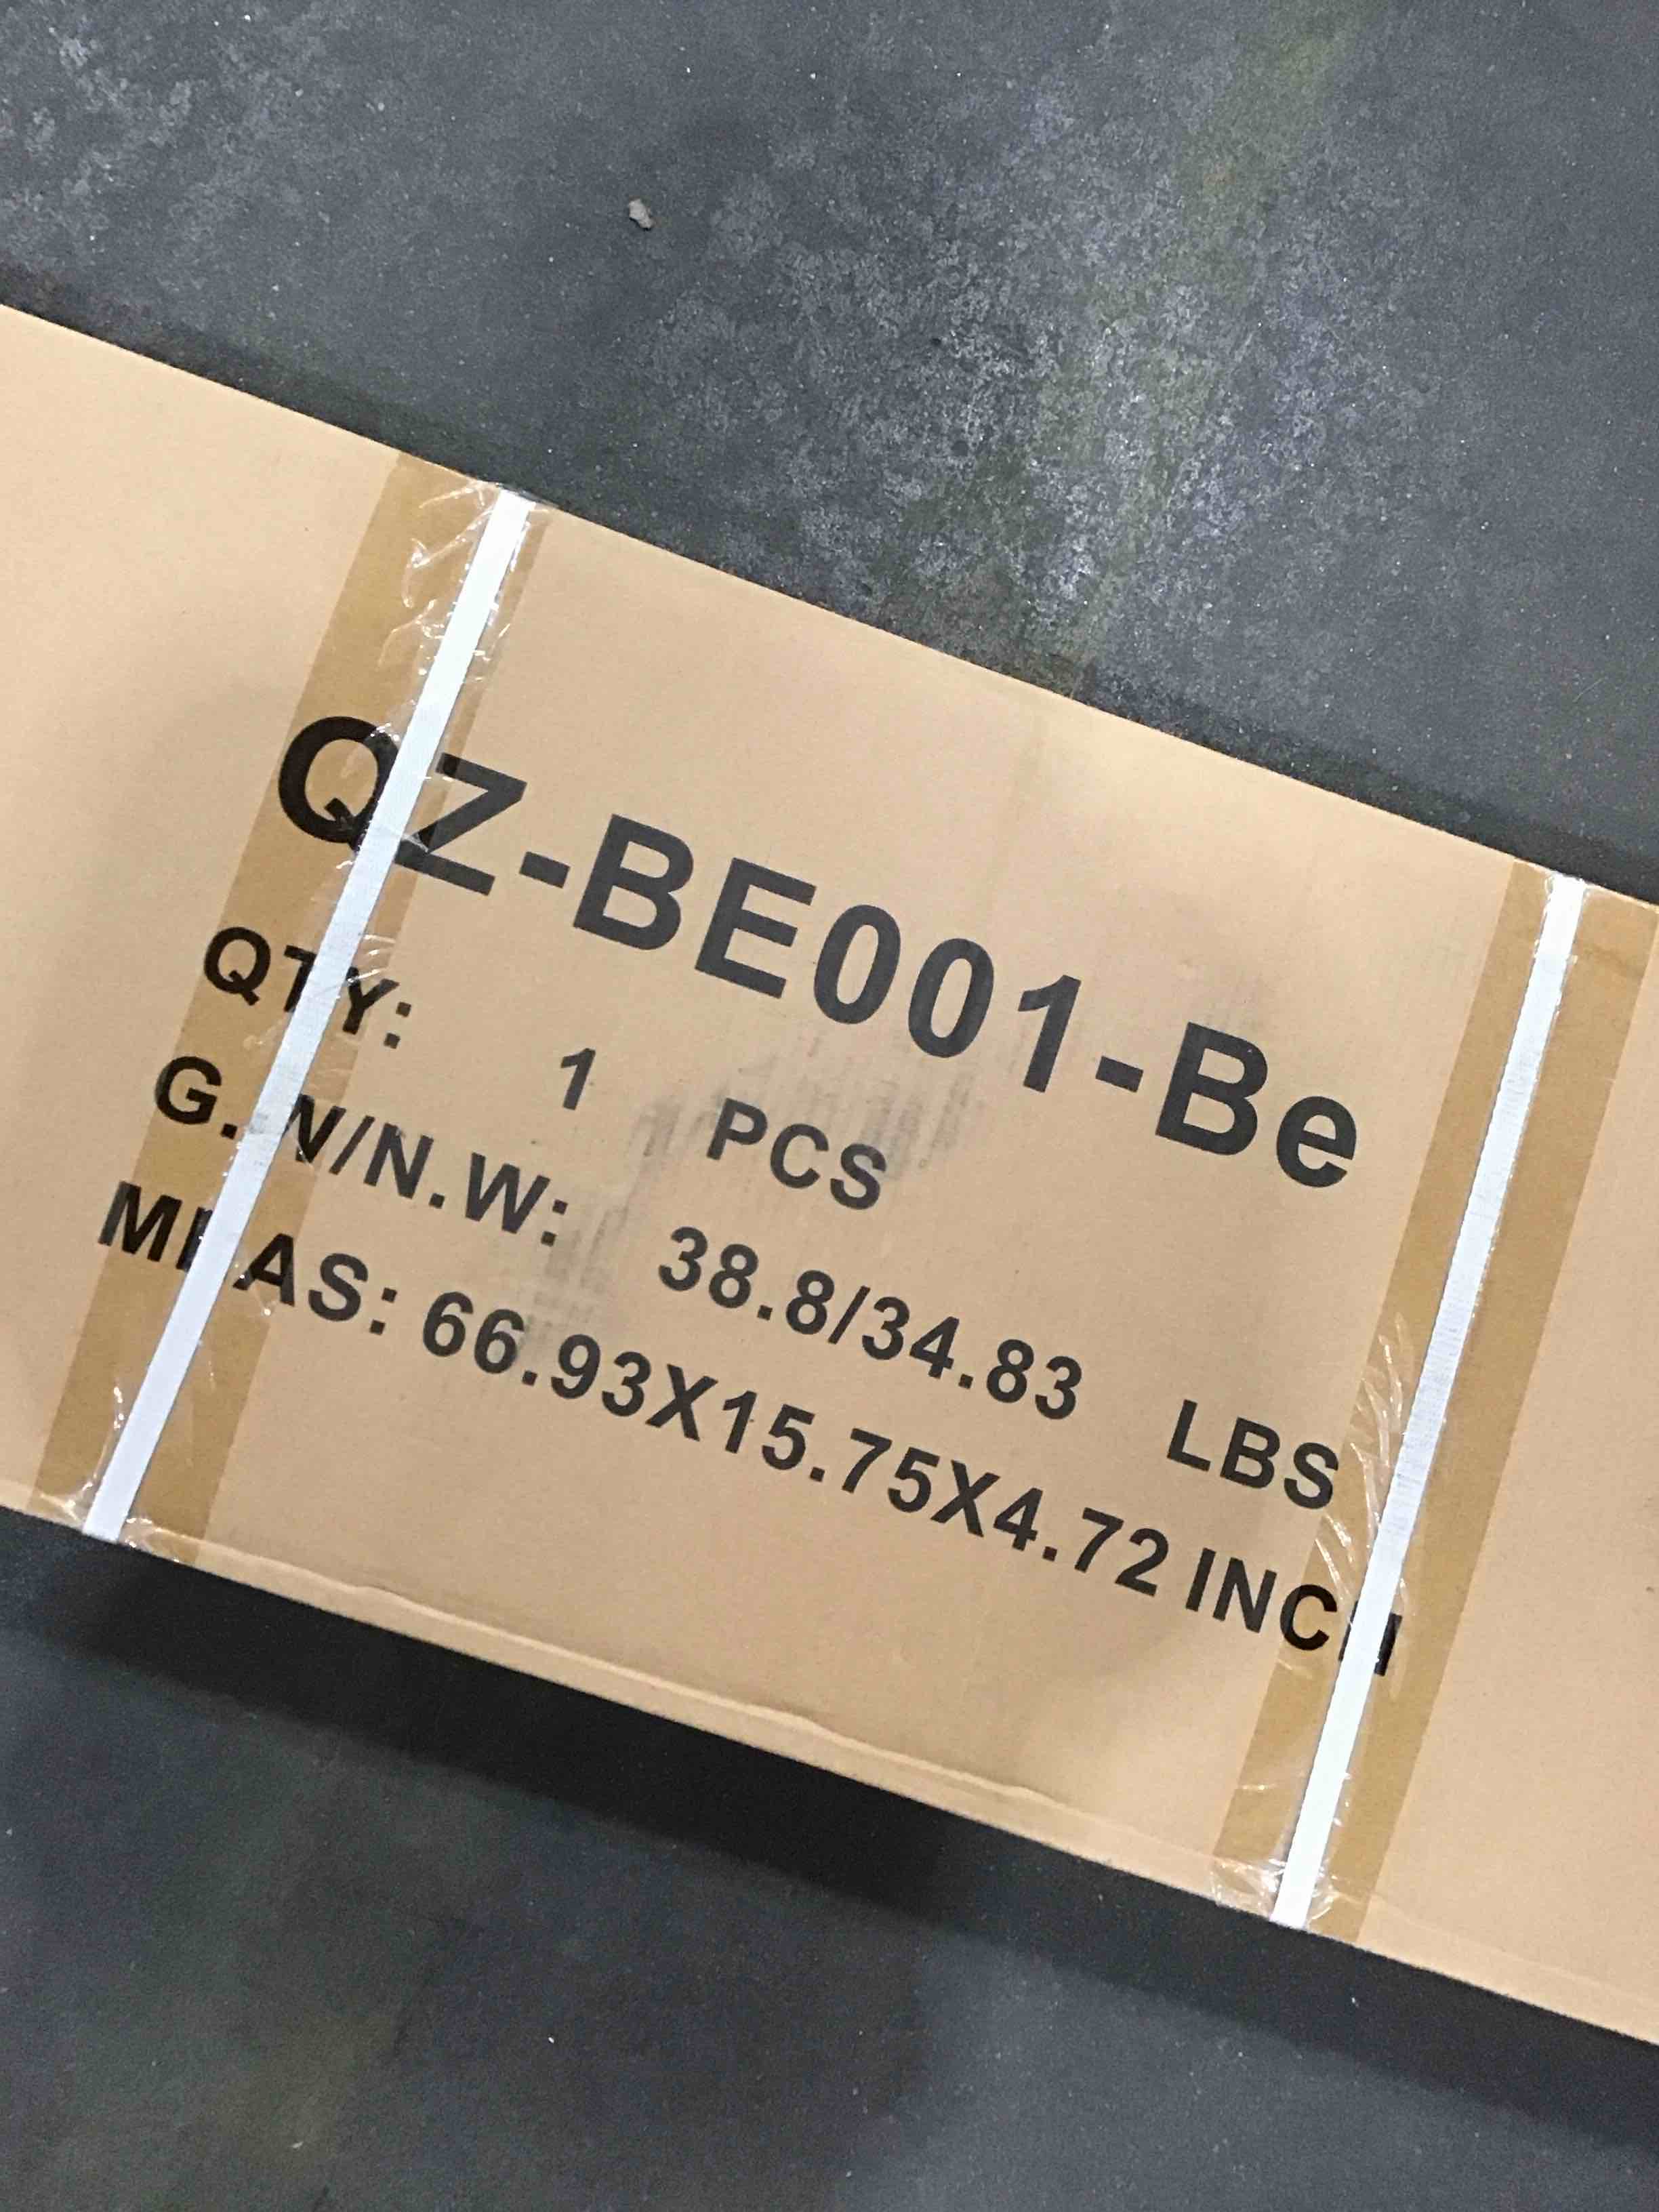 QZ-BE001-Be
QTY: 1 PCS
G.W/N.W: 38.8/34.83 LBS
MEAS: 66.93X15.75X4.72 INCH